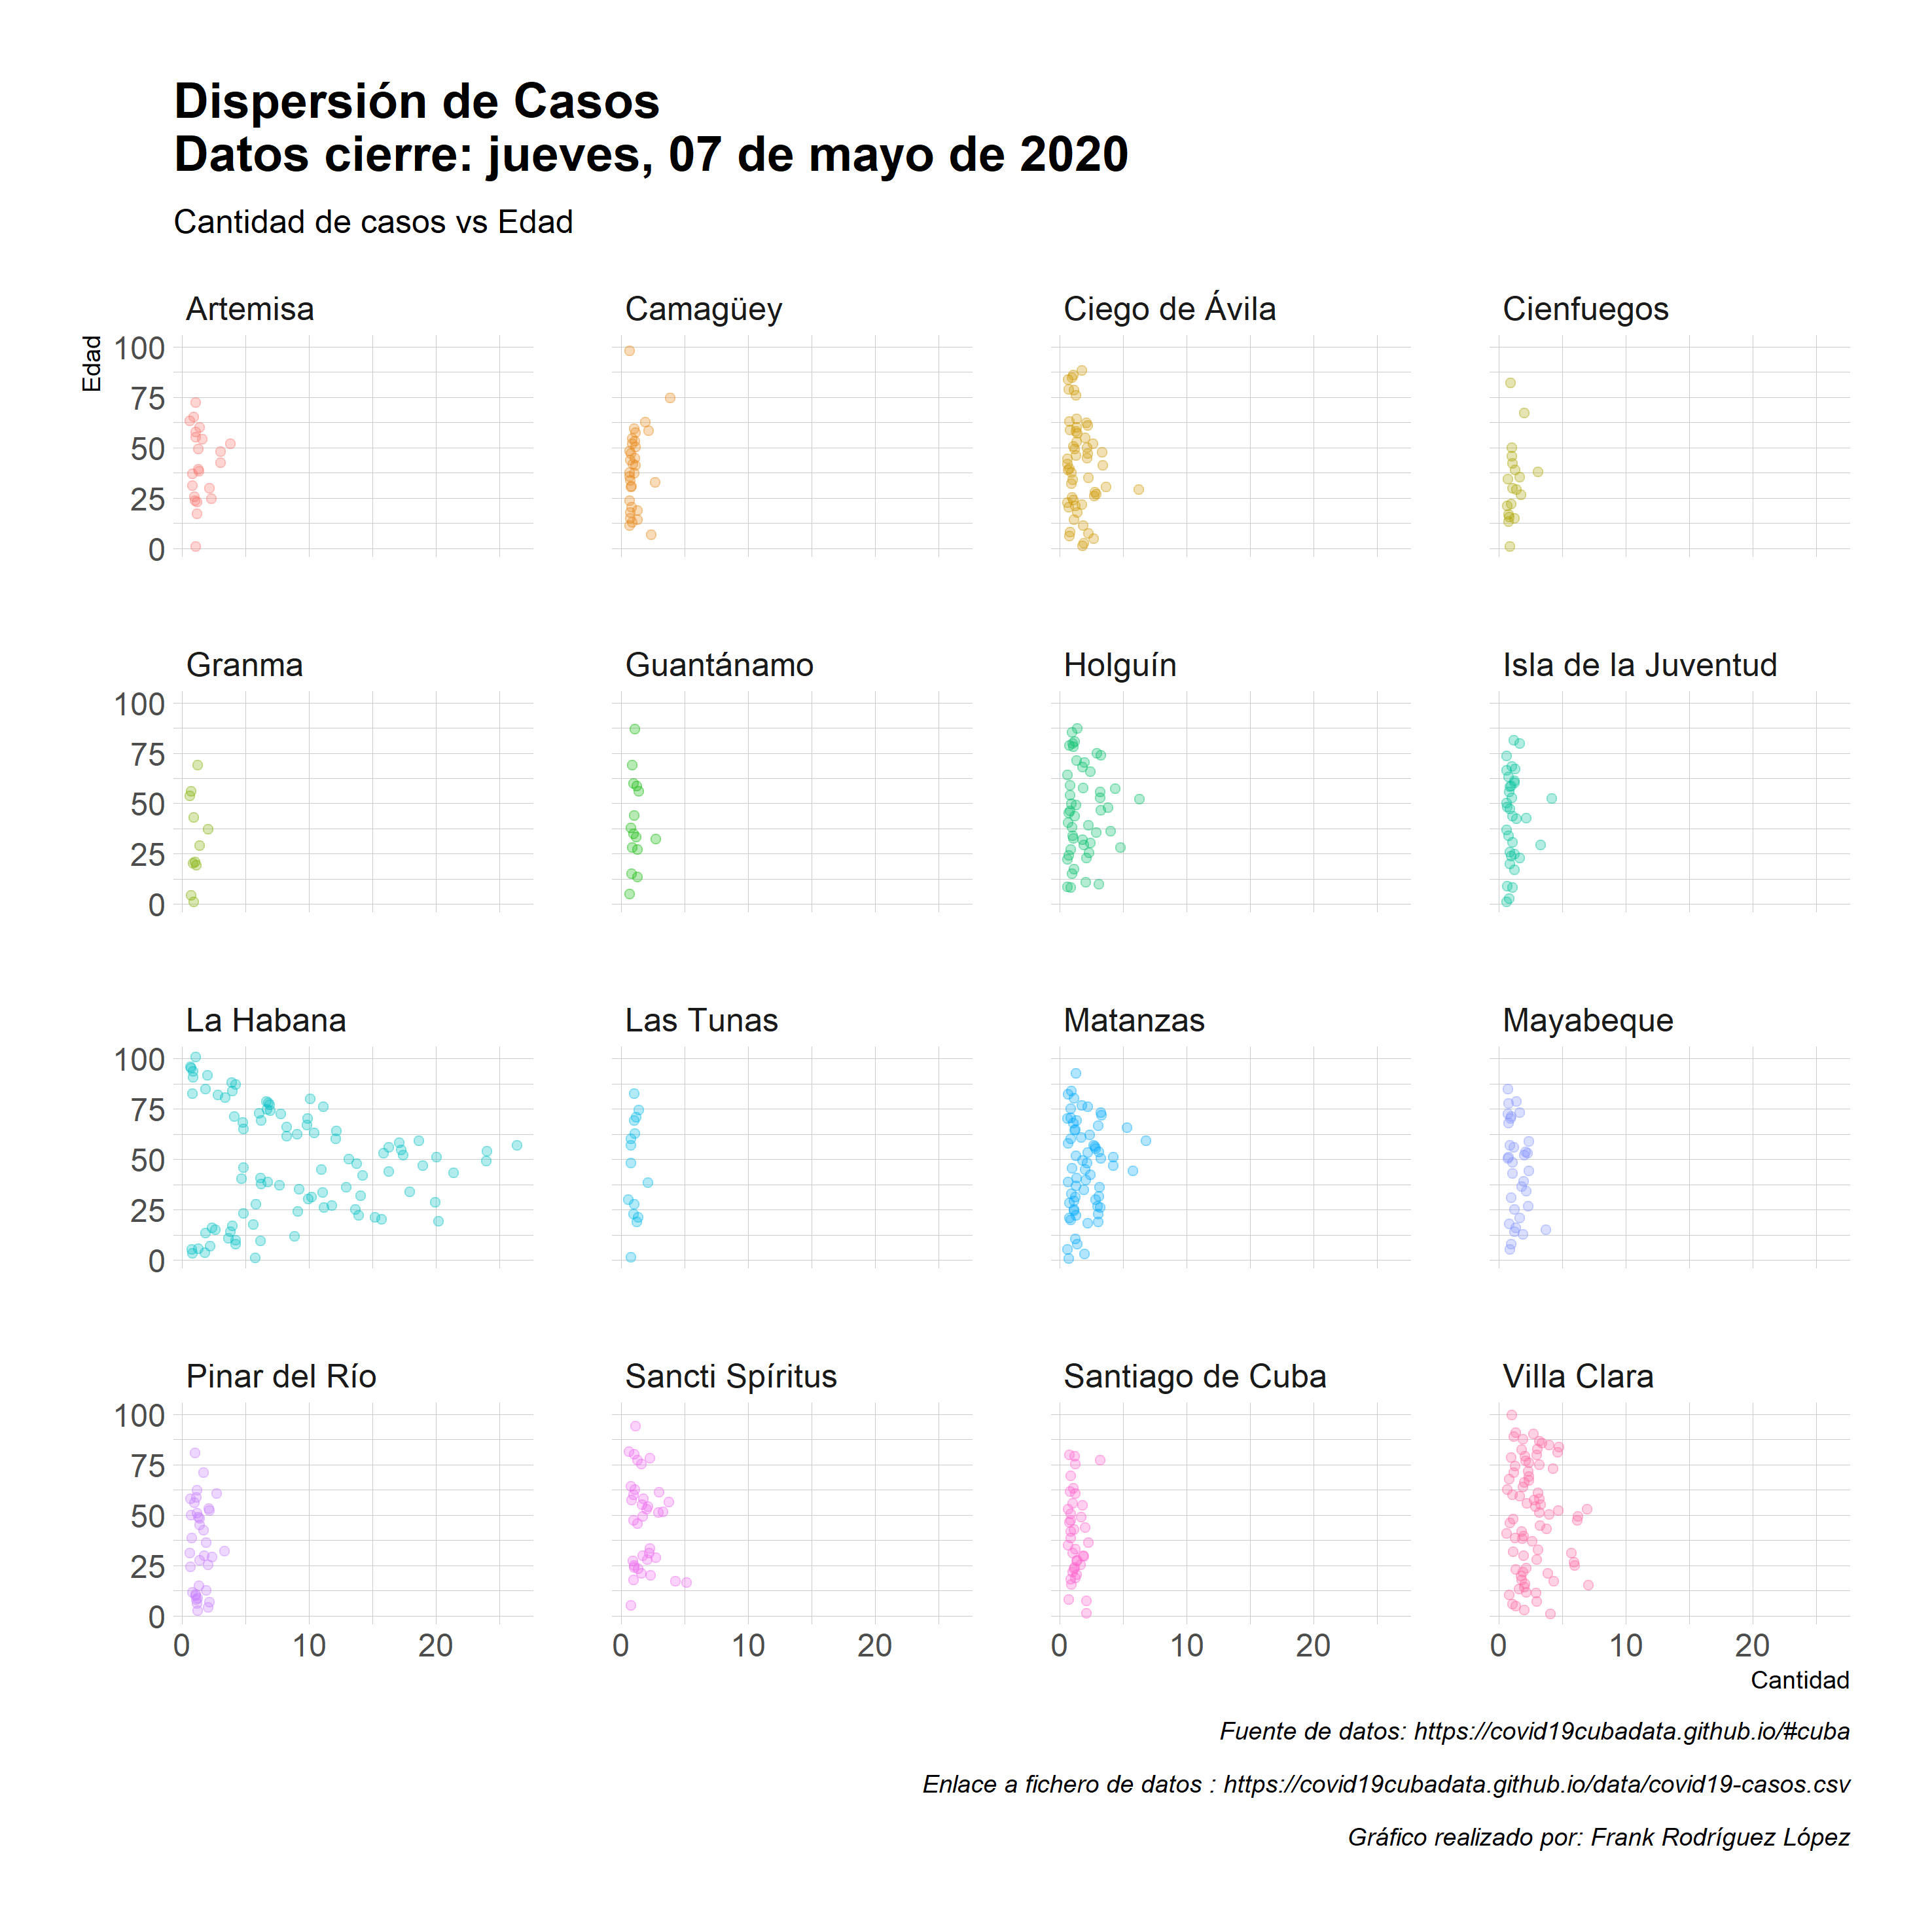 Dispersión de Casos
Datos cierre: jueves, 07 de mayo de 2020
Cantidad de casos vs Edad
Artemisa
Camagüey
Ciego de Ávila
Cienfuegos
Edad
100
75
50
25
0
Granma
Guantánamo
Holguín
Isla de la Juventud
100
75
50
25
0
La Habana
Las Tunas
Matanzas
Mayabeque
100
75
50
25
0
Pinar del Río
Sancti Spíritus
Santiago de Cuba
Villa Clara
100
75
50
25
0
0 10 20
0 10 20
0 10 20
0 10 20
Cantidad
Fuente de datos: https://covid19cubadata.github.io/#cuba
Enlace a fichero de datos : https://covid19cubadata.github.io/data/covid19-casos.csv
Gráfico realizado por: Frank Rodríguez López